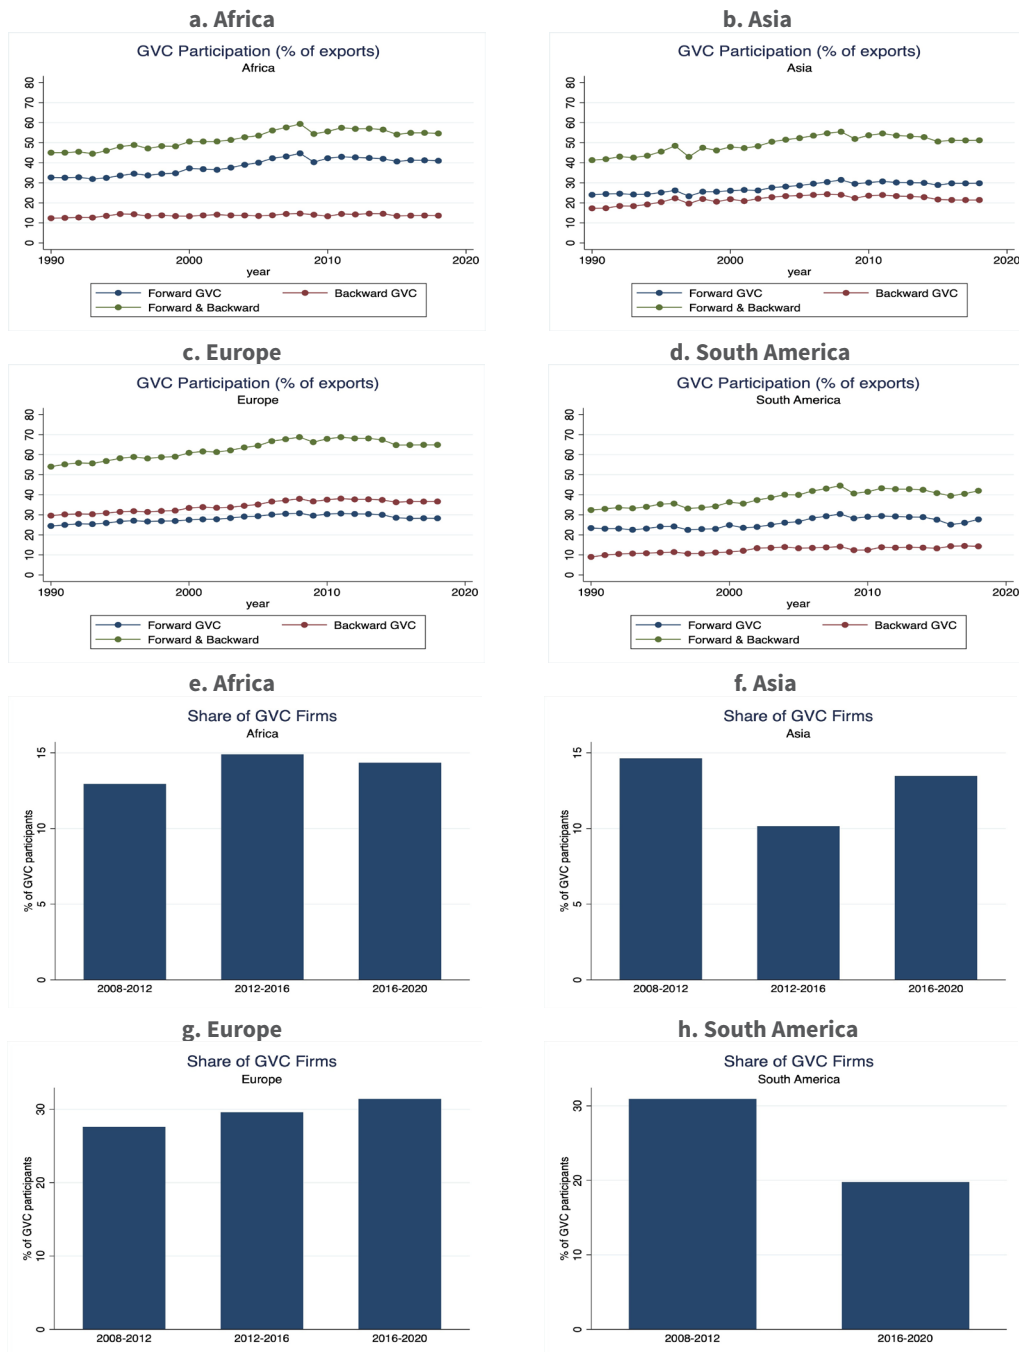 a. Africa
GVC Participation (% of exports)
Africa
80
70
60
50
40
30
20
10
0
1990 2000 2010 2020
year
Forward GVC Backward GVC
Forward & Backward
b. Asia
GVC Participation (% of exports)
Asia
80
70
60
50
40
30
20
10
0
1990 2000 2010 2020
year
Forward GVC Backward GVC
Forward & Backward
c. Europe
GVC Participation (% of exports)
Europe
80
70
60
50
40
30
20
10
0
1990 2000 2010 2020
year
Forward GVC Backward GVC
Forward & Backward
d. South America
GVC Participation (% of exports)
South America
80
70
60
50
40
30
20
10
0
1990 2000 2010 2020
year
Forward GVC Backward GVC
Forward & Backward
e. Africa
Share of GVC Firms
Africa
% of GVC participants
15
10
5
0
2008-2012 2012-2016 2016-2020
f. Asia
Share of GVC Firms
Asia
% of GVC participants
15
10
5
0
2008-2012 2012-2016 2016-2020
g. Europe
Share of GVC Firms
Europe
% of GVC participants
30
20
10
0
2008-2012 2012-2016 2016-2020
h. South America
Share of GVC Firms
South America
% of GVC participants
30
20
10
0
2008-2012 2016-2020